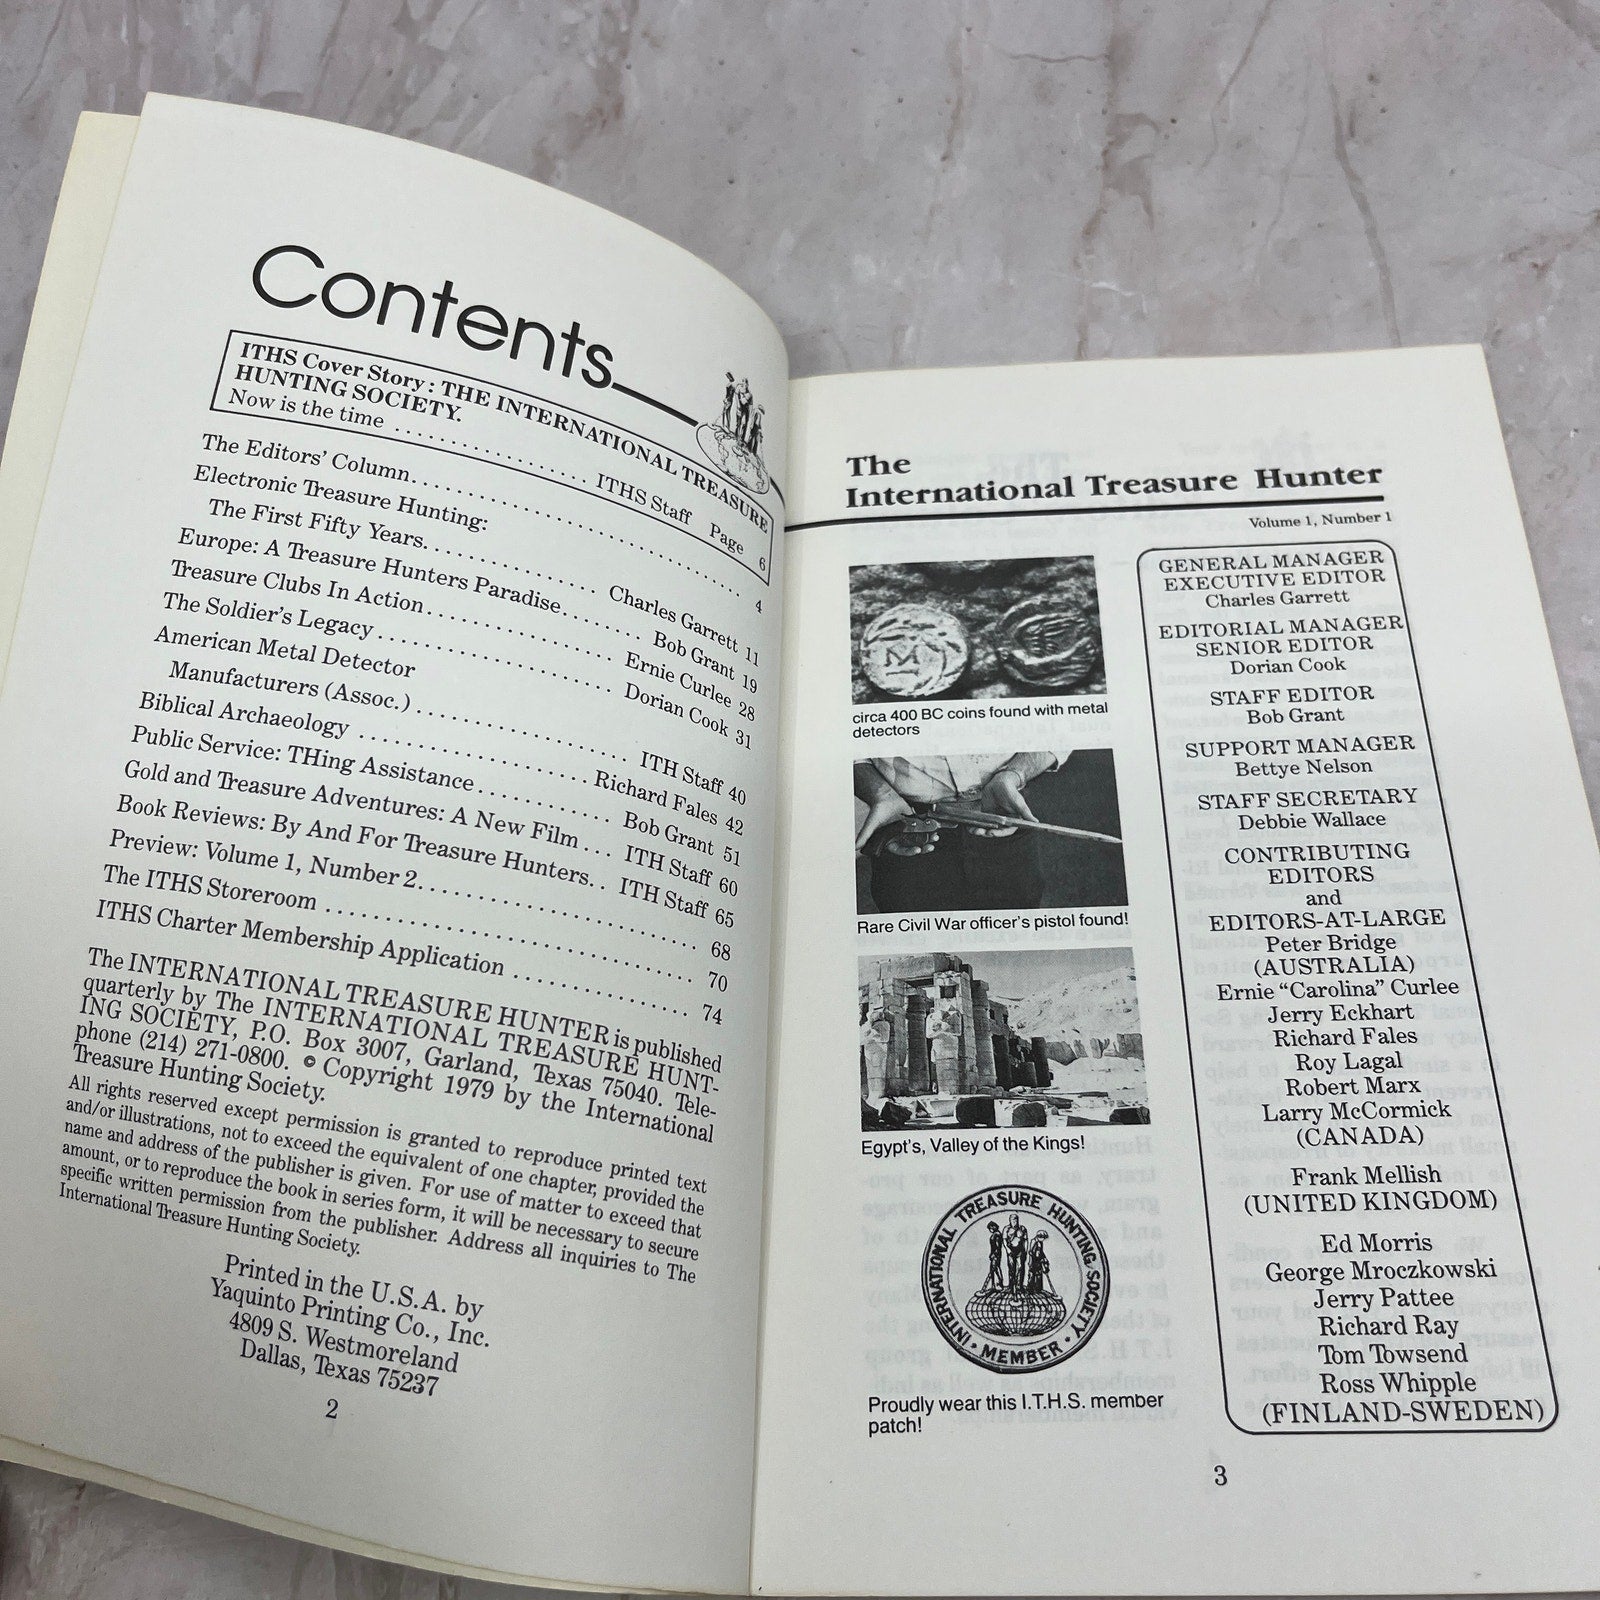 Contents
ITHS Cover Story: THE INTERNATIONAL TREASURE
HUNTING SOCIETY.
Now is the time .................... ITHS Staff Page 6
The Editors' Column.................................... 4
Electronic Treasure Hunting:
The First Fifty Years.................... Charles Garrett 11
Europe: A Treasure Hunters Paradise......... Bob Grant 19
Treasure Clubs In Action.................... Ernie Curlee 28
The Soldier's Legacy......................... Dorian Cook 31
American Metal Detector
Manufacturers (Assoc.) ...................... ITH Staff 40
Biblical Archaeology ....................... Richard Fales 42
Public Service: THing Assistance............. Bob Grant 51
Gold and Treasure Adventures: A New Film ... ITH Staff 60
Book Reviews: By And For Treasure Hunters.. ITH Staff 65
Preview: Volume 1, Number 2........................... 68
The ITHS Storeroom .................................. 70
ITHS Charter Membership Application ................ 74
The INTERNATIONAL TREASURE HUNTER is published
quarterly by The INTERNATIONAL TREASURE HUNT-
ING SOCIETY, P.O. Box 3007, Garland, Texas 75040. Tele-
phone (214) 271-0800. © Copyright 1979 by the International
Treasure Hunting Society.
All rights reserved except permission is granted to reproduce printed text
and/or illustrations, not to exceed the equivalent of one chapter, provided the
name and address of the publisher is given. For use of matter to exceed that
amount, or to reproduce the book in series form, it will be necessary to secure
specific written permission from the publisher. Address all inquiries to The
International Treasure Hunting Society.
Printed in the U.S.A. by
Yaquinto Printing Co., Inc.
4809 S. Westmoreland
Dallas, Texas 75237
2
The
International Treasure Hunter
Volume 1, Number 1
M
circa 400 BC coins found with metal
detectors
Rare Civil War officer's pistol found!
Egypt's, Valley of the Kings!
INTERNATIONAL TREASURE HUNTING SOCIETY
• MEMBER •
Proudly wear this I.T.H.S. member
patch!
GENERAL MANAGER
EXECUTIVE EDITOR
Charles Garrett
EDITORIAL MANAGER
SENIOR EDITOR
Dorian Cook
STAFF EDITOR
Bob Grant
SUPPORT MANAGER
Bettye Nelson
STAFF SECRETARY
Debbie Wallace
CONTRIBUTING
EDITORS
and
EDITORS-AT-LARGE
Peter Bridge
(AUSTRALIA)
Ernie "Carolina" Curlee
Jerry Eckhart
Richard Fales
Roy Lagal
Robert Marx
Larry McCormick
(CANADA)
Frank Mellish
(UNITED KINGDOM)
Ed Morris
George Mroczkowski
Jerry Pattee
Richard Ray
Tom Towsend
Ross Whipple
(FINLAND-SWEDEN)
3